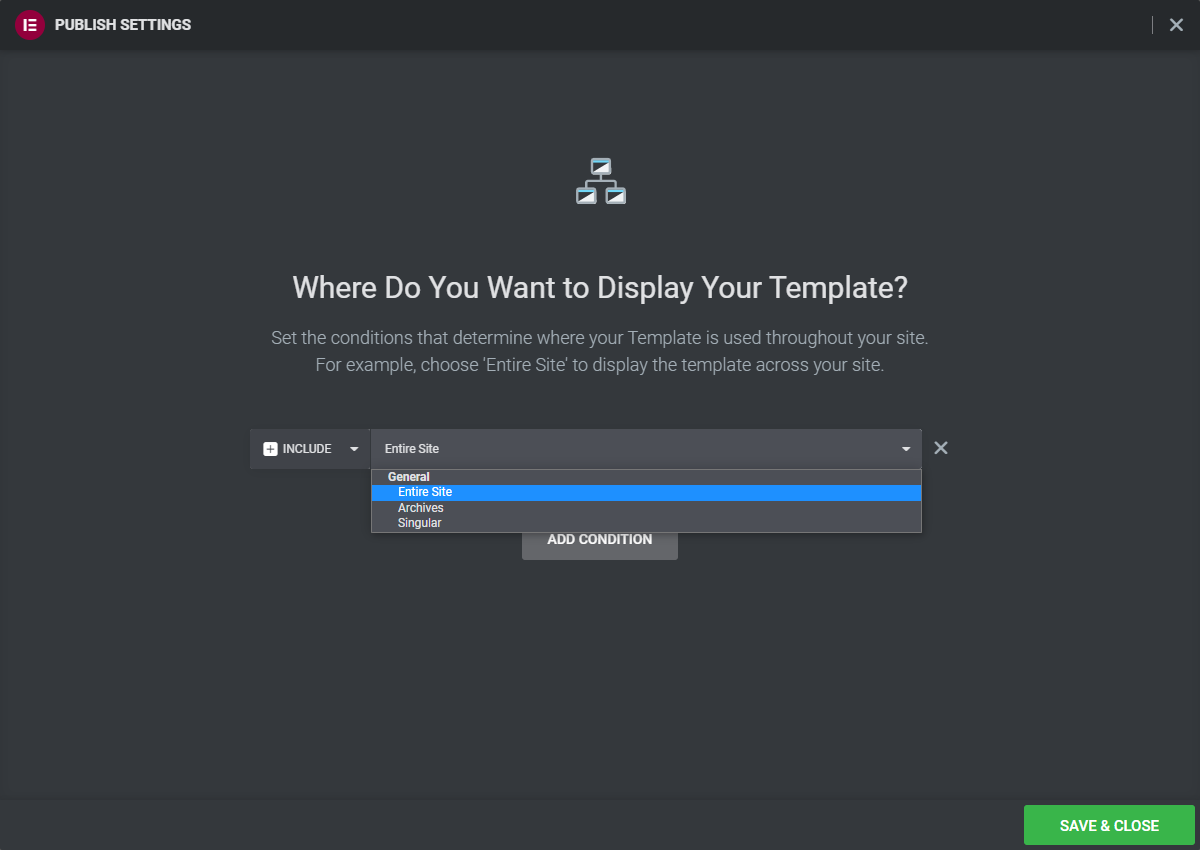 PUBLISH SETTINGS
Where Do You Want to Display Your Template?
Set the conditions that determine where your Template is used throughout your site.
For example, choose 'Entire Site' to display the template across your site.
INCLUDE
Entire Site
General
Entire Site
Archives
Singular
ADD CONDITION
SAVE & CLOSE